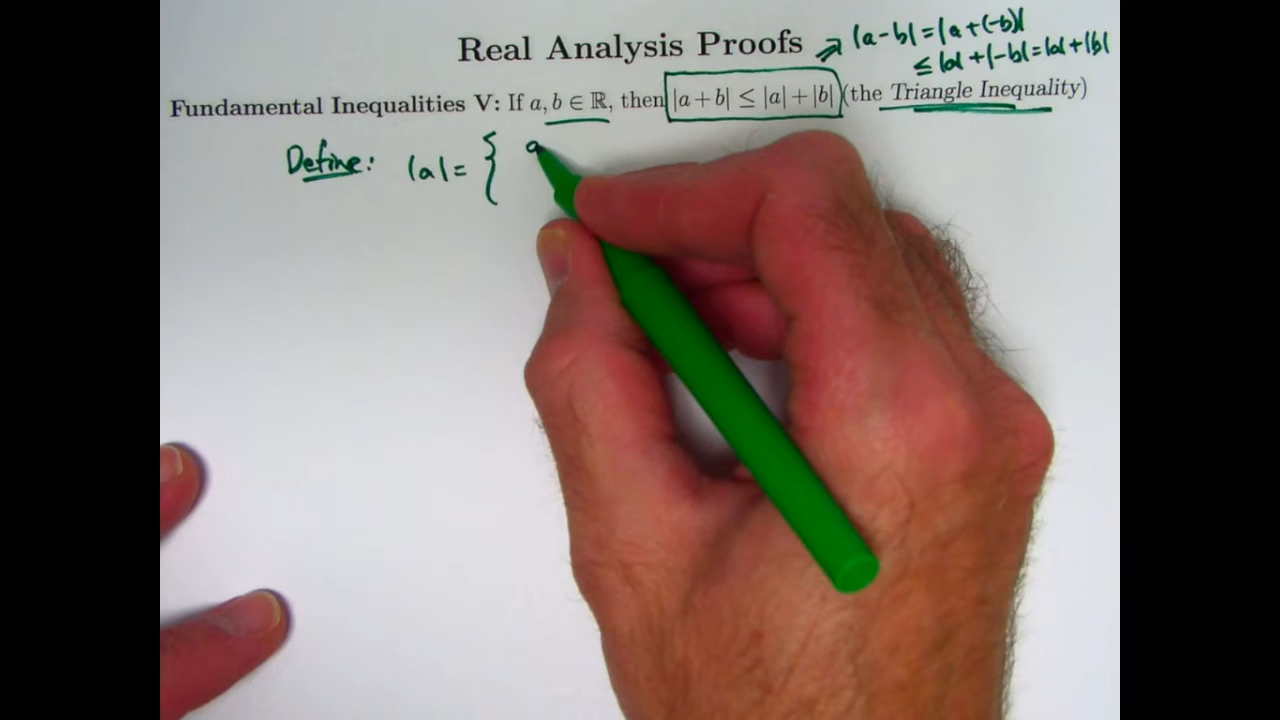 Real Analysis Proofs
|a-b| = |a+(-b)|
≤ |a| + |-b| = |a| + |b|
Fundamental Inequalities V: If a, b ∈ ℝ, then |a + b| ≤ |a| + |b| (the Triangle Inequality)
Define: |a| = { a